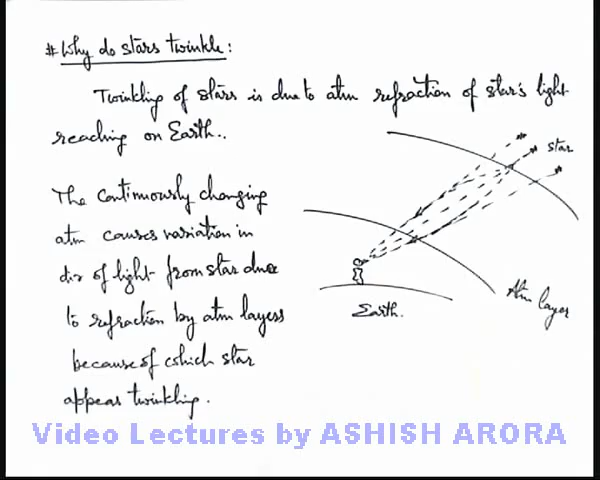 # Why do stars twinkle:
Twinkling of stars is due to atm refraction of star's light
reaching on Earth..
star
The continuously changing
atm causes variation in
dir of light from star due
to refraction by atm layers
because of which star
appears twinkling.
Earth.
Atm layer
Video Lectures by ASHISH ARORA